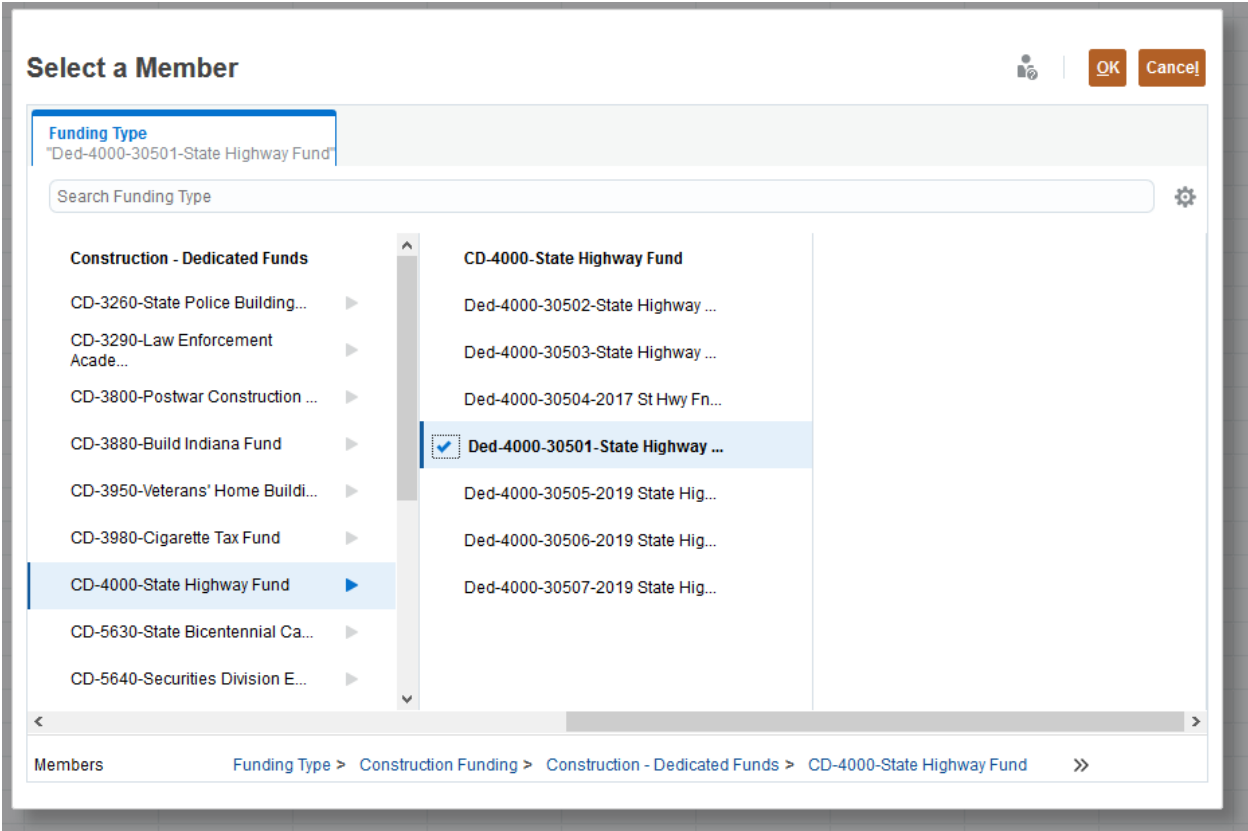 Select a Member
OK
Cancel
Funding Type
"Ded-4000-30501-State Highway Fund"
Search Funding Type
Construction - Dedicated Funds
CD-3260-State Police Building...
CD-3290-Law Enforcement
Acade...
CD-3800-Postwar Construction ...
CD-3880-Build Indiana Fund
CD-3950-Veterans' Home Buildi...
CD-3980-Cigarette Tax Fund
CD-4000-State Highway Fund
CD-5630-State Bicentennial Ca...
CD-5640-Securities Division E...
CD-4000-State Highway Fund
Ded-4000-30502-State Highway ...
Ded-4000-30503-State Highway ...
Ded-4000-30504-2017 St Hwy Fn...
Ded-4000-30501-State Highway ...
Ded-4000-30505-2019 State Hig...
Ded-4000-30506-2019 State Hig...
Ded-4000-30507-2019 State Hig...
Members Funding Type > Construction Funding > Construction - Dedicated Funds > CD-4000-State Highway Fund »